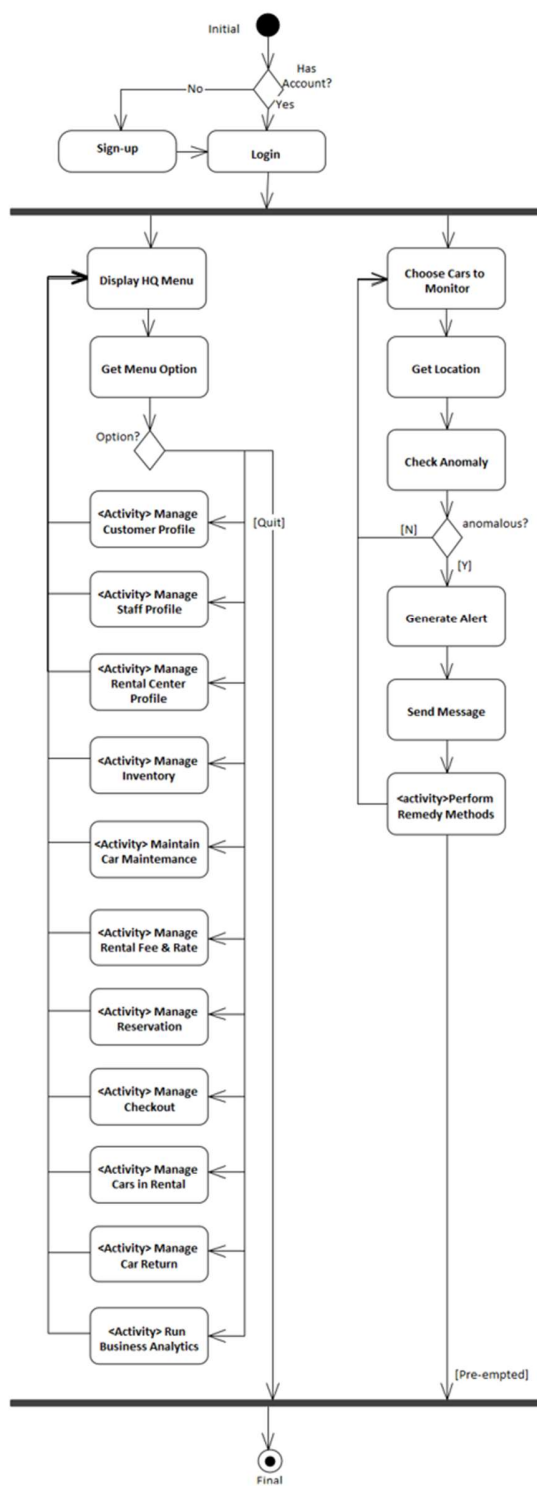 Initial
Has
Account?
No
Yes
Sign-up
Login
Display HQ Menu
Choose Cars to
Monitor
Get Menu Option
Get Location
Option?
Check Anomaly
<Activity> Manage
Customer Profile
[Quit]
[N]
anomalous?
[Y]
<Activity> Manage
Staff Profile
Generate Alert
<Activity> Manage
Rental Center
Profile
Send Message
<Activity> Manage
Inventory
<activity>Perform
Remedy Methods
<Activity> Maintain
Car Maintemance
<Activity> Manage
Rental Fee & Rate
<Activity> Manage
Reservation
<Activity> Manage
Checkout
<Activity> Manage
Cars in Rental
<Activity> Manage
Car Return
<Activity> Run
Business Analytics
[Pre-empted]
Final